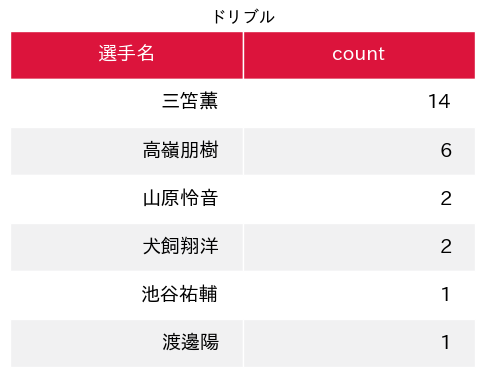 ドリブル
選手名 count
三笘薫 14
高嶺朋樹 6
山原怜音 2
犬飼翔洋 2
池谷祐輔 1
渡邊陽 1